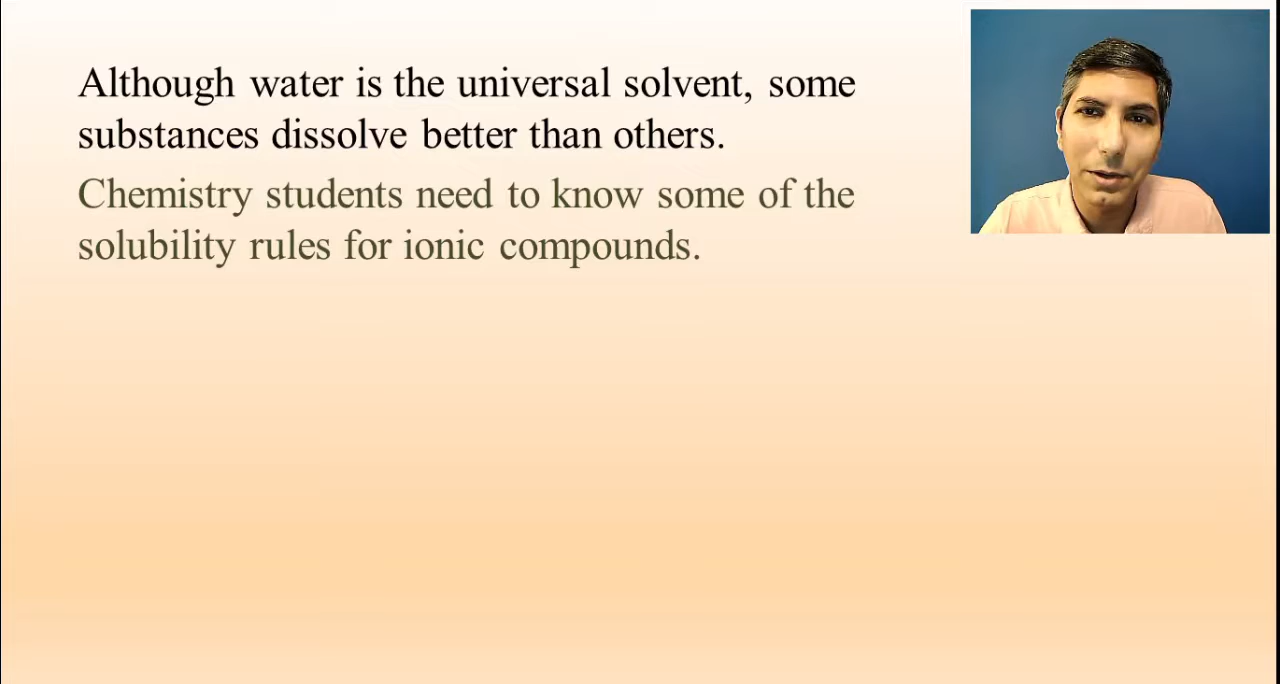 Although water is the universal solvent, some
substances dissolve better than others.
Chemistry students need to know some of the
solubility rules for ionic compounds.